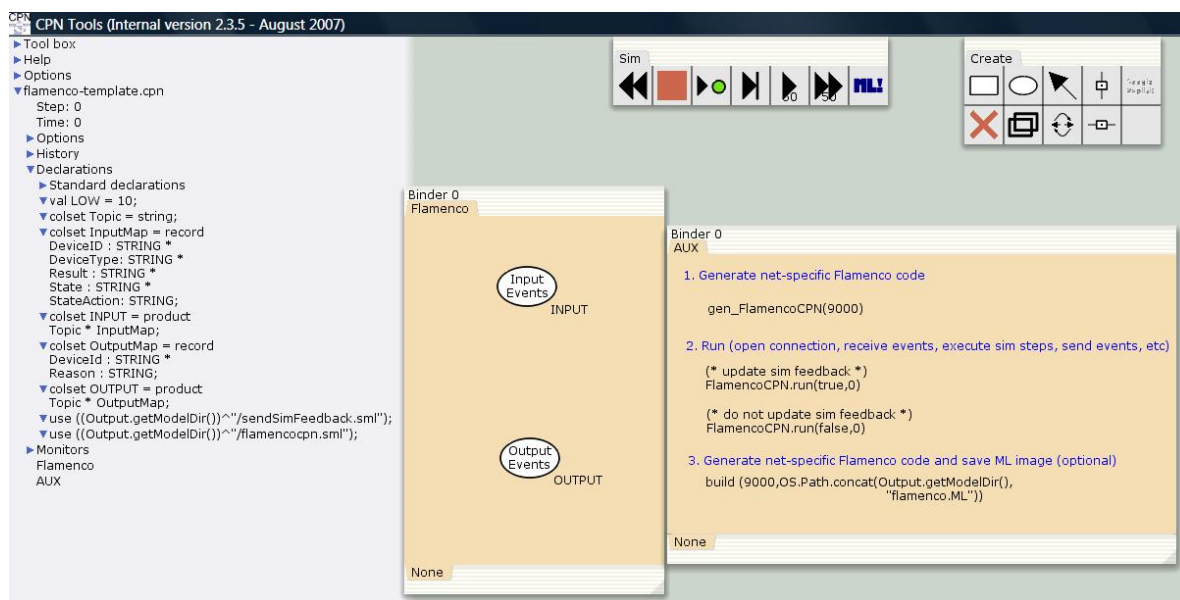 CPN
CPN Tools (Internal version 2.3.5 - August 2007)
Tool box
Help
Options
flamenco-template.cpn
Step: 0
Time: 0
Options
History
Declarations
Standard declarations
val LOW = 10;
colset Topic = string;
colset InputMap = record
DeviceID : STRING *
DeviceType: STRING *
Result : STRING *
State : STRING *
StateAction: STRING;
colset INPUT = product
Topic * InputMap;
colset OutputMap = record
DeviceId : STRING *
Reason : STRING;
colset OUTPUT = product
Topic * OutputMap;
use ((Output.getModelDir())^"/sendSimFeedback.sml");
use ((Output.getModelDir())^"/flamencocpn.sml");
Monitors
Flamenco
AUX
Sim
50
50
ML!
Create
Binder 0
Flamenco
Input
Events
INPUT
Output
Events
OUTPUT
None
Binder 0
AUX
1. Generate net-specific Flamenco code
gen_FlamencoCPN(9000)
2. Run (open connection, receive events, execute sim steps, send events, etc)
(* update sim feedback *)
FlamencoCPN.run(true,0)
(* do not update sim feedback *)
FlamencoCPN.run(false,0)
3. Generate net-specific Flamenco code and save ML image (optional)
build (9000,OS.Path.concat(Output.getModelDir(),
"flamenco.ML"))
None